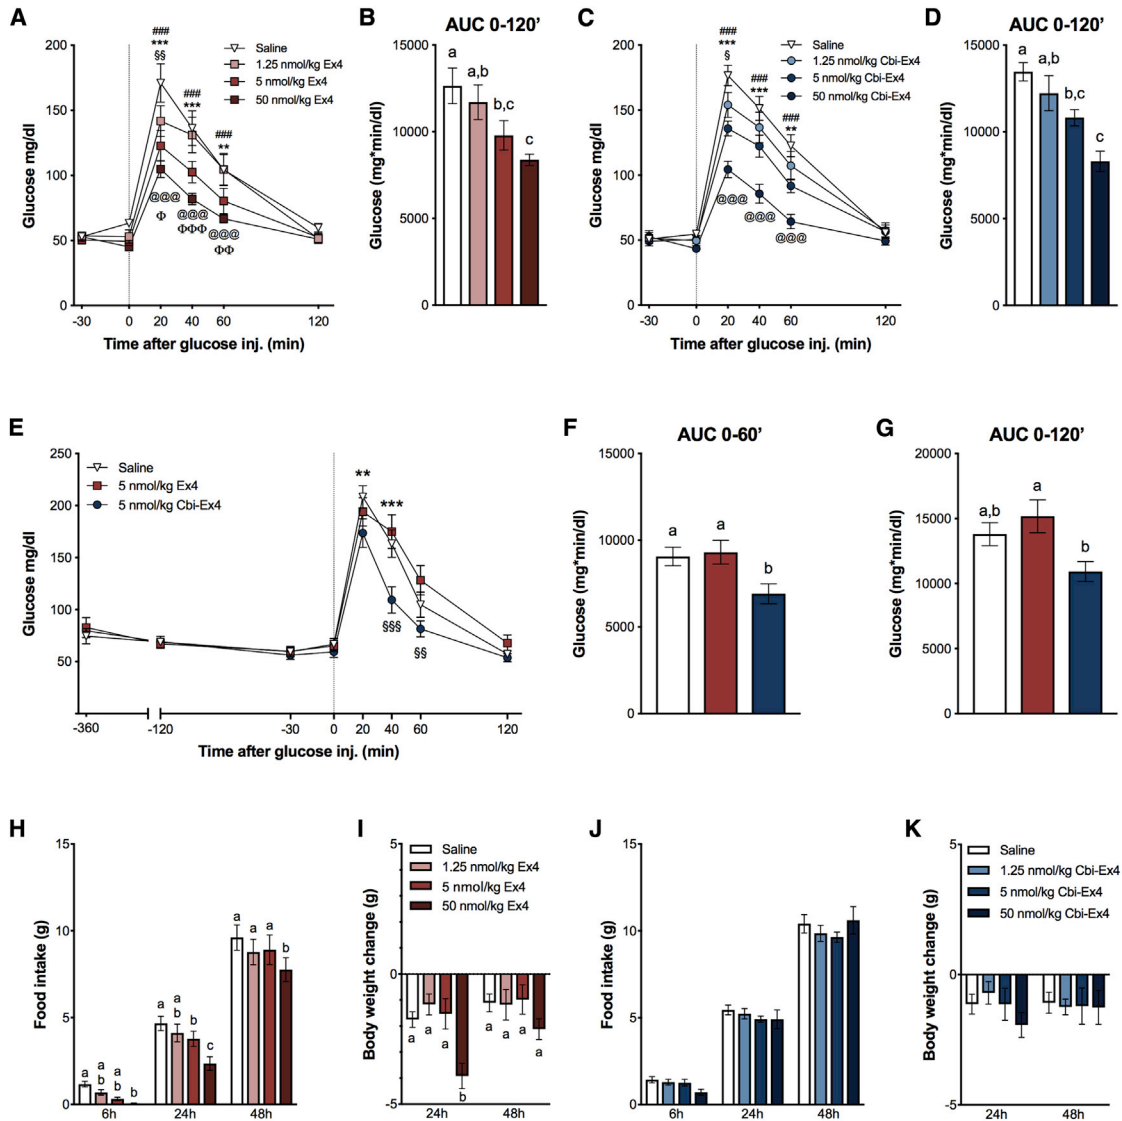 A
Glucose mg/dl
200
150
100
50
0
-30
0
20
40
60
120
Time after glucose inj. (min)
###
***
§§
###
***
###
**
@@@
Φ
@@@
ΦΦΦ
@@@
ΦΦ
Saline
1.25 nmol/kg Ex4
5 nmol/kg Ex4
50 nmol/kg Ex4
B
AUC 0-120’
Glucose (mg*min/dl)
15000
10000
5000
0
a
a,b
b,c
c
C
Glucose mg/dl
200
150
100
50
0
-30
0
20
40
60
120
Time after glucose inj. (min)
###
***
§
###
***
###
**
@@@
@@@
@@@
Saline
1.25 nmol/kg Cbi-Ex4
5 nmol/kg Cbi-Ex4
50 nmol/kg Cbi-Ex4
D
AUC 0-120’
Glucose (mg*min/dl)
15000
10000
5000
0
a
a,b
b,c
c
E
Glucose mg/dl
250
200
150
100
50
-360
-120
-30
0
20
40
60
120
Time after glucose inj. (min)
Saline
5 nmol/kg Ex4
5 nmol/kg Cbi-Ex4
**
***
§§§
§§
F
AUC 0-60’
Glucose (mg*min/dl)
15000
10000
5000
0
a
a
b
G
AUC 0-120’
Glucose (mg*min/dl)
20000
15000
10000
5000
0
a,b
a
b
H
Food intake (g)
15
10
5
0
a
a
b
a
b
b
a
a
b
b
c
a
a
a
b
6h
24h
48h
I
Body weight change (g)
5
0
-5
Saline
1.25 nmol/kg Ex4
5 nmol/kg Ex4
50 nmol/kg Ex4
a
a
a
b
a
a
a
a
24h
48h
J
Food intake (g)
15
10
5
0
6h
24h
48h
K
Body weight change (g)
5
0
-5
Saline
1.25 nmol/kg Cbi-Ex4
5 nmol/kg Cbi-Ex4
50 nmol/kg Cbi-Ex4
24h
48h